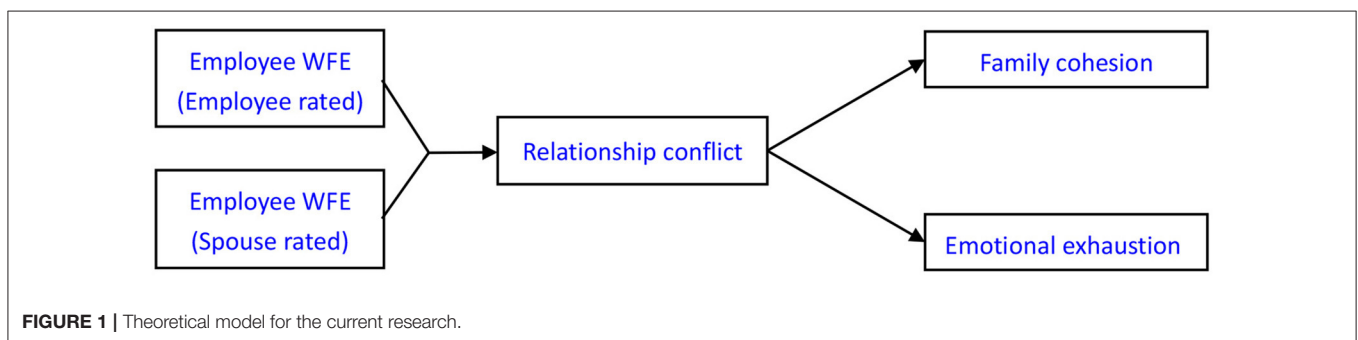 Employee WFE
(Employee rated)
Employee WFE
(Spouse rated)
Relationship conflict
Family cohesion
Emotional exhaustion
FIGURE 1 | Theoretical model for the current research.